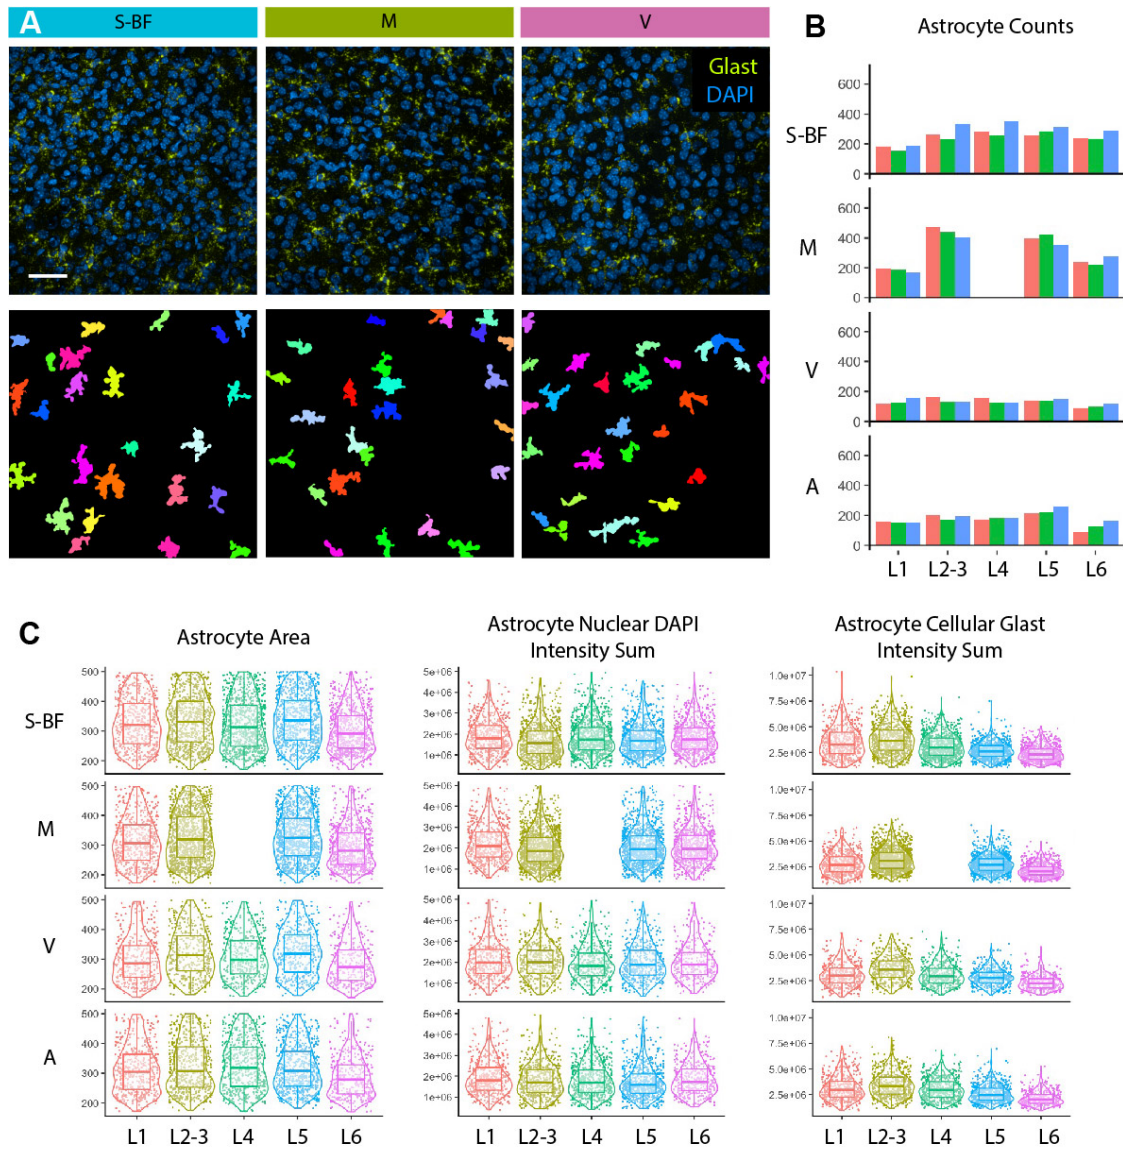 A
S-BF
M
V
Glast
DAPI
B
Astrocyte Counts
S-BF
600
400
200
0
M
600
400
200
0
V
600
400
200
0
A
600
400
200
0
L1 L2-3 L4 L5 L6
C
Astrocyte Area
Astrocyte Nuclear DAPI
Intensity Sum
Astrocyte Cellular Glast
Intensity Sum
S-BF
500
400
300
200
5e+06
4e+06
3e+06
2e+06
1e+06
1.0e+07
7.5e+06
5.0e+06
2.5e+06
M
500
400
300
200
5e+06
4e+06
3e+06
2e+06
1e+06
1.0e+07
7.5e+06
5.0e+06
2.5e+06
V
500
400
300
200
5e+06
4e+06
3e+06
2e+06
1e+06
1.0e+07
7.5e+06
5.0e+06
2.5e+06
A
500
400
300
200
5e+06
4e+06
3e+06
2e+06
1e+06
1.0e+07
7.5e+06
5.0e+06
2.5e+06
L1 L2-3 L4 L5 L6
L1 L2-3 L4 L5 L6
L1 L2-3 L4 L5 L6